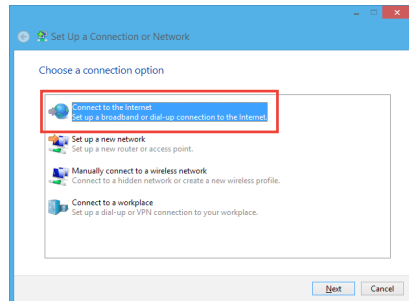 Set Up a Connection or Network
Choose a connection option
Connect to the Internet
Set up a broadband or dial-up connection to the Internet.
Set up a new network
Set up a new router or access point.
Manually connect to a wireless network
Connect to a hidden network or create a new wireless profile.
Connect to a workplace
Set up a dial-up or VPN connection to your workplace.
Next Cancel